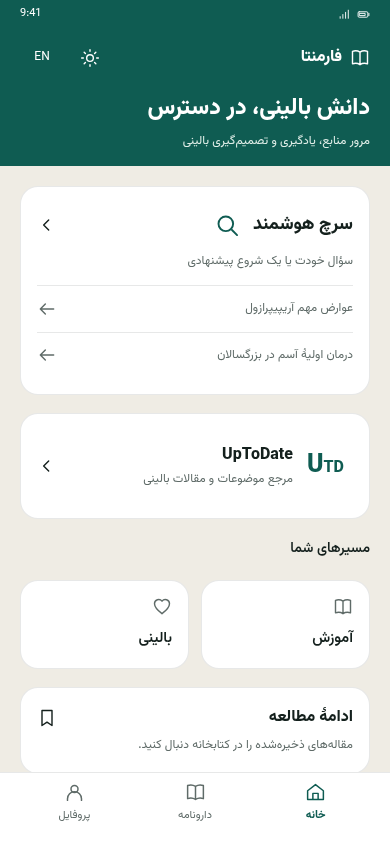 9:41
فارمنتا
EN
دانش بالینی، در دسترس
مرور منابع، یادگیری و تصمیم‌گیری بالینی
سرچ هوشمند
سؤال خودت یا یک شروع پیشنهادی
عوارض مهم آریپیپرازول
درمان اولیهٔ آسم در بزرگسالان
UTD
UpToDate
مرجع موضوعات و مقالات بالینی
مسیرهای شما
آموزش
بالینی
ادامهٔ مطالعه
مقاله‌های ذخیره‌شده را در کتابخانه دنبال کنید.
خانه
دارونامه
پروفایل